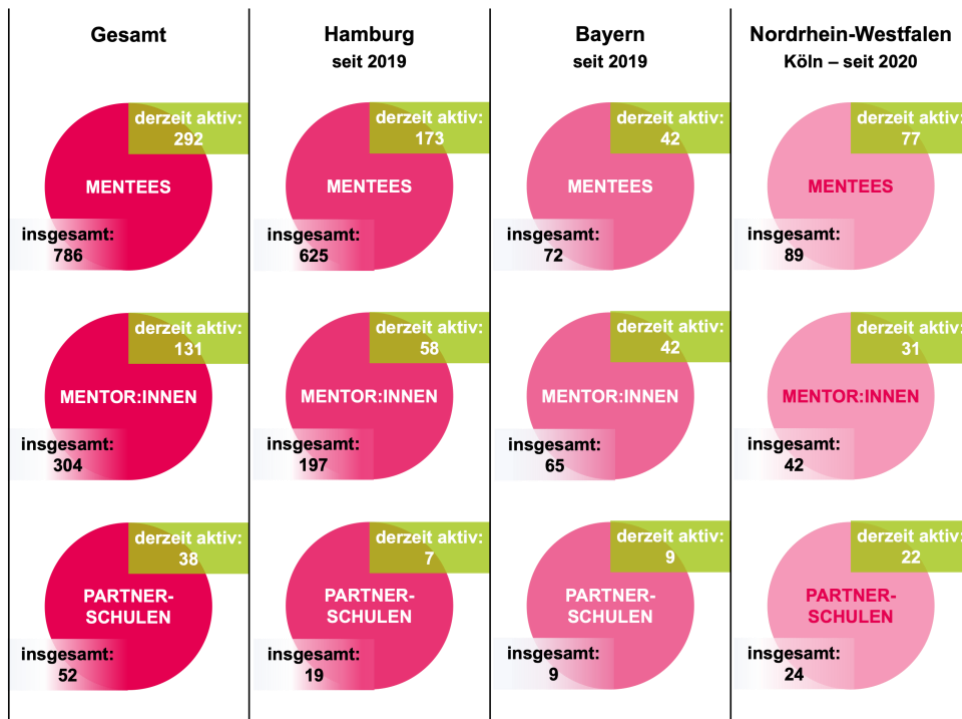 Gesamt
Hamburg
seit 2019
Bayern
seit 2019
Nordrhein-Westfalen
Köln – seit 2020
derzeit aktiv:
292
MENTEES
insgesamt:
786
derzeit aktiv:
173
MENTEES
insgesamt:
625
derzeit aktiv:
42
MENTEES
insgesamt:
72
derzeit aktiv:
77
MENTEES
insgesamt:
89
derzeit aktiv:
131
MENTOR:INNEN
insgesamt:
304
derzeit aktiv:
58
MENTOR:INNEN
insgesamt:
197
derzeit aktiv:
42
MENTOR:INNEN
insgesamt:
65
derzeit aktiv:
31
MENTOR:INNEN
insgesamt:
42
derzeit aktiv:
38
PARTNER-
SCHULEN
insgesamt:
52
derzeit aktiv:
7
PARTNER-
SCHULEN
insgesamt:
19
derzeit aktiv:
9
PARTNER-
SCHULEN
insgesamt:
9
derzeit aktiv:
22
PARTNER-
SCHULEN
insgesamt:
24